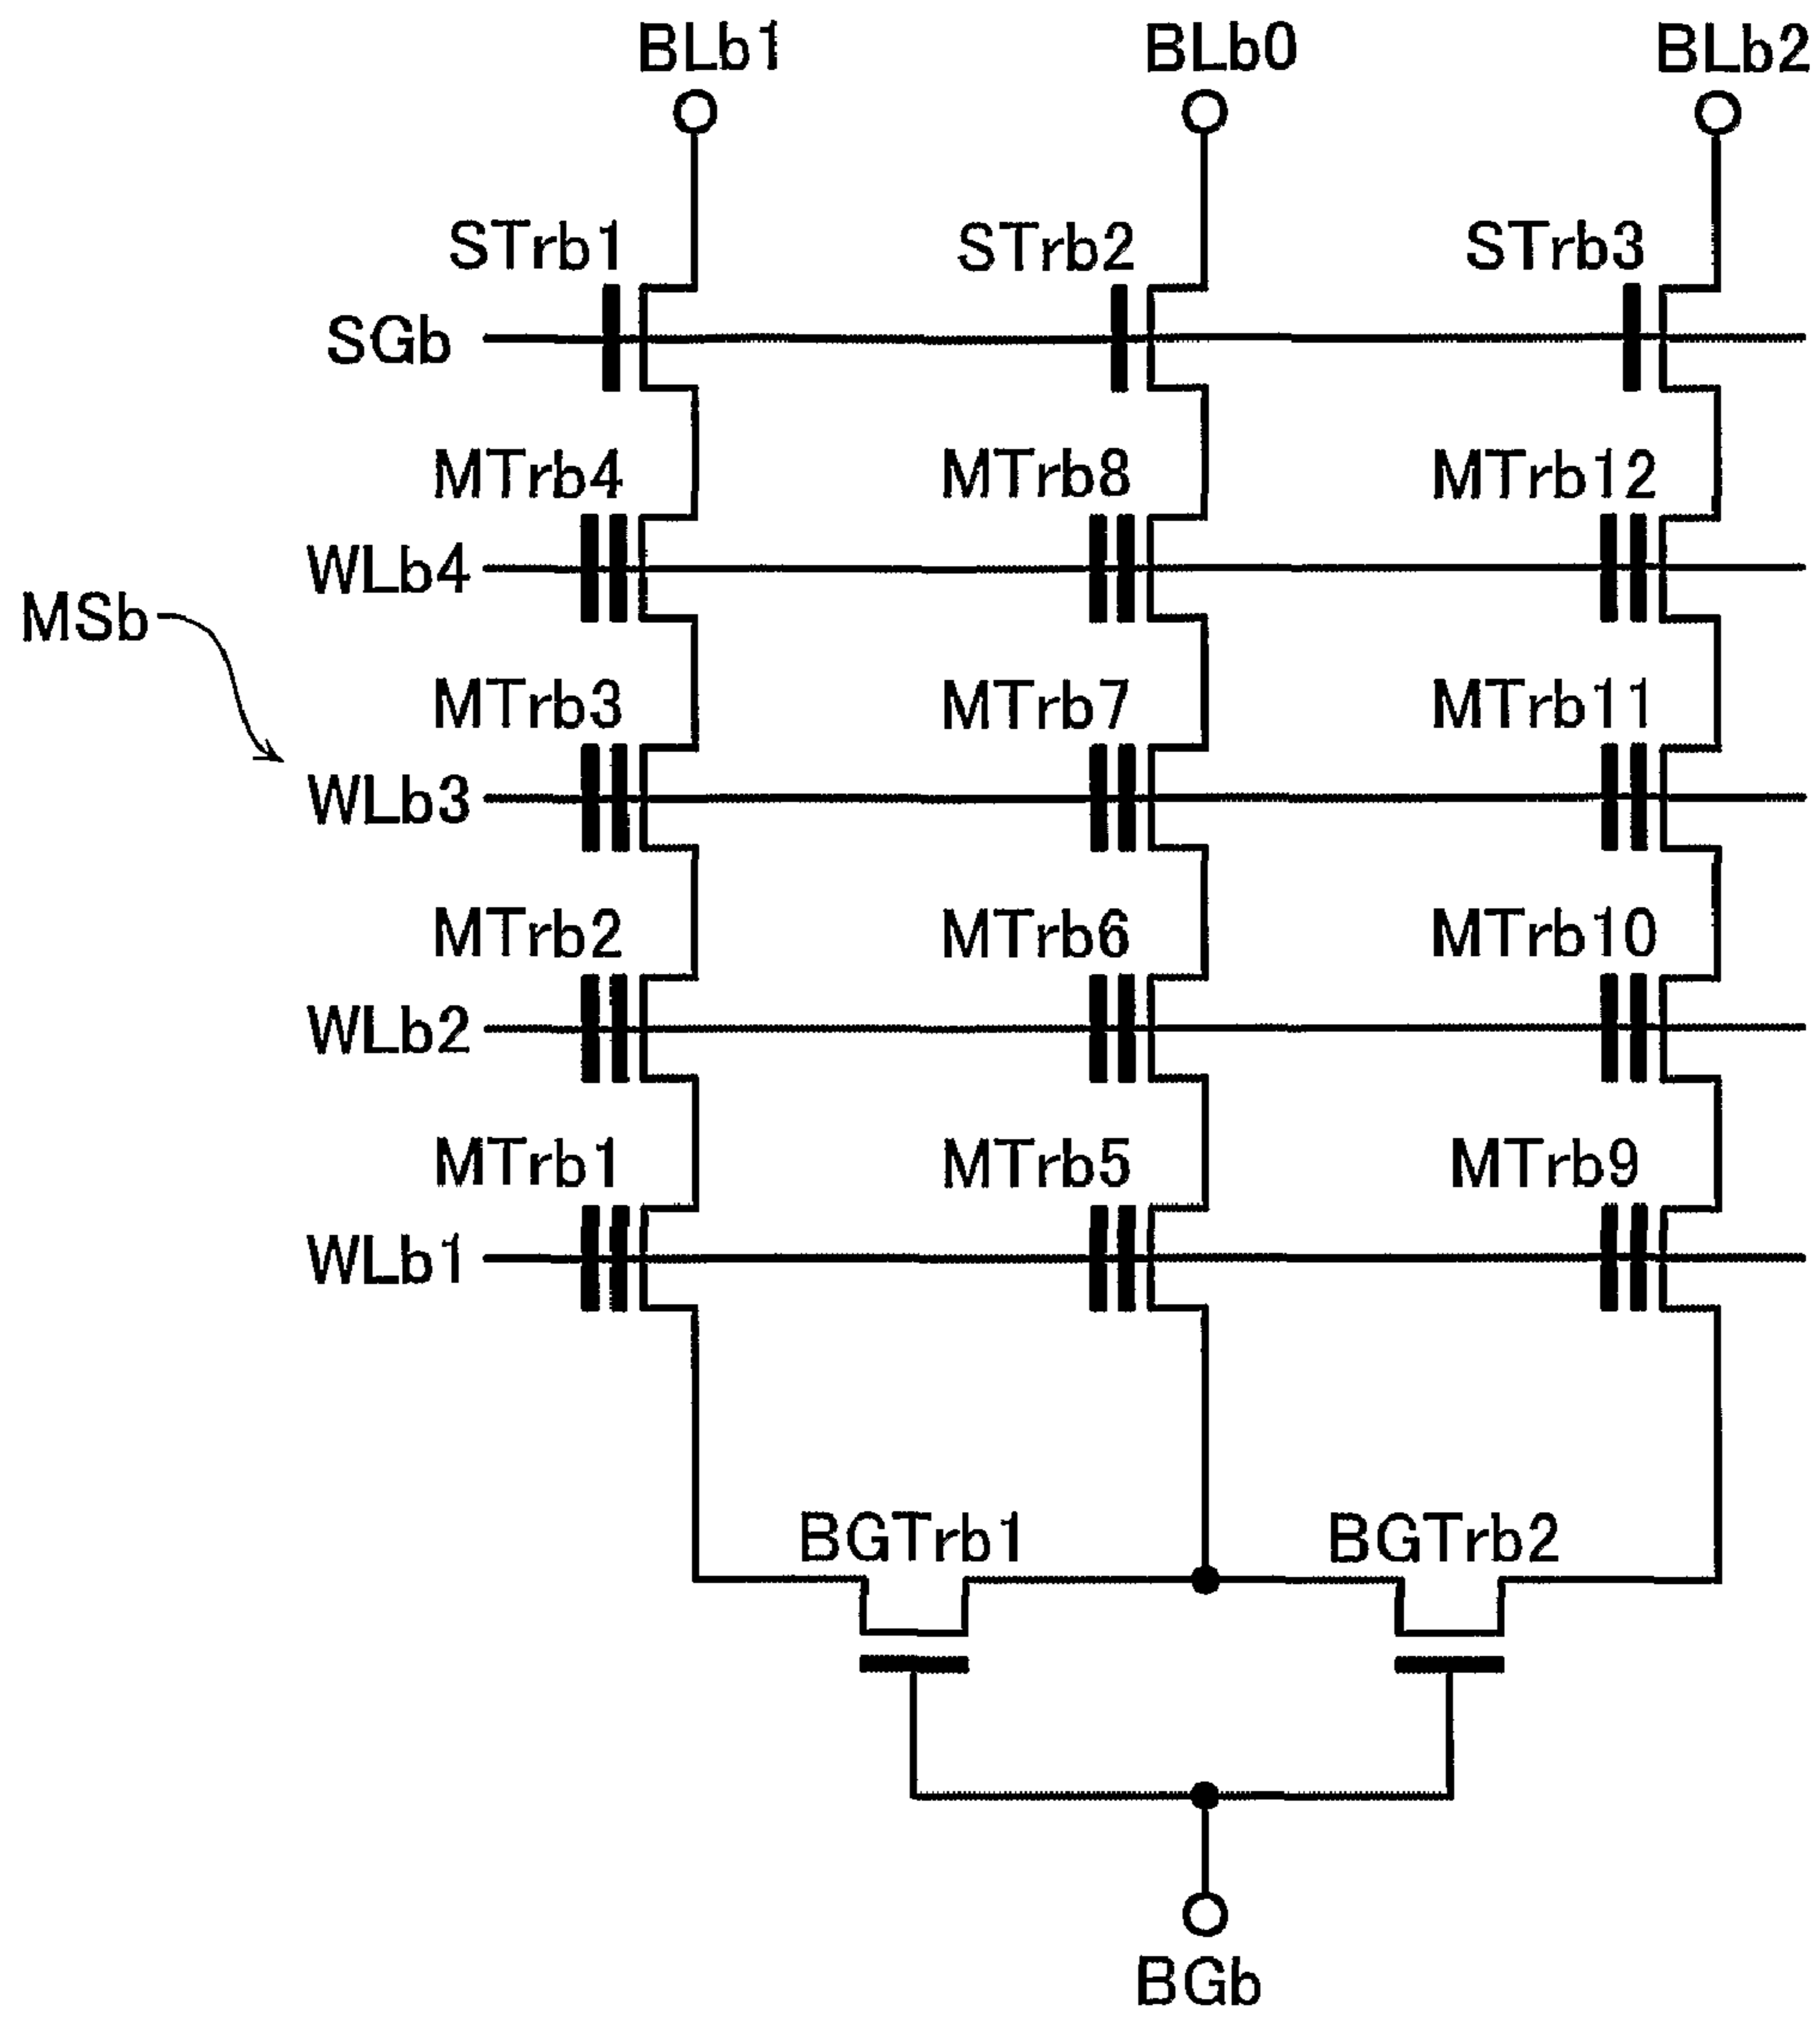 BLb1 BLb0 BLb2
STrb1 STrb2 STrb3
SGb
MTrb4 MTrb8 MTrb12
WLb4
MSb
MTrb3 MTrb7 MTrb11
WLb3
MTrb2 MTrb6 MTrb10
WLb2
MTrb1 MTrb5 MTrb9
WLb1
BGTrb1 BGTrb2
BGb